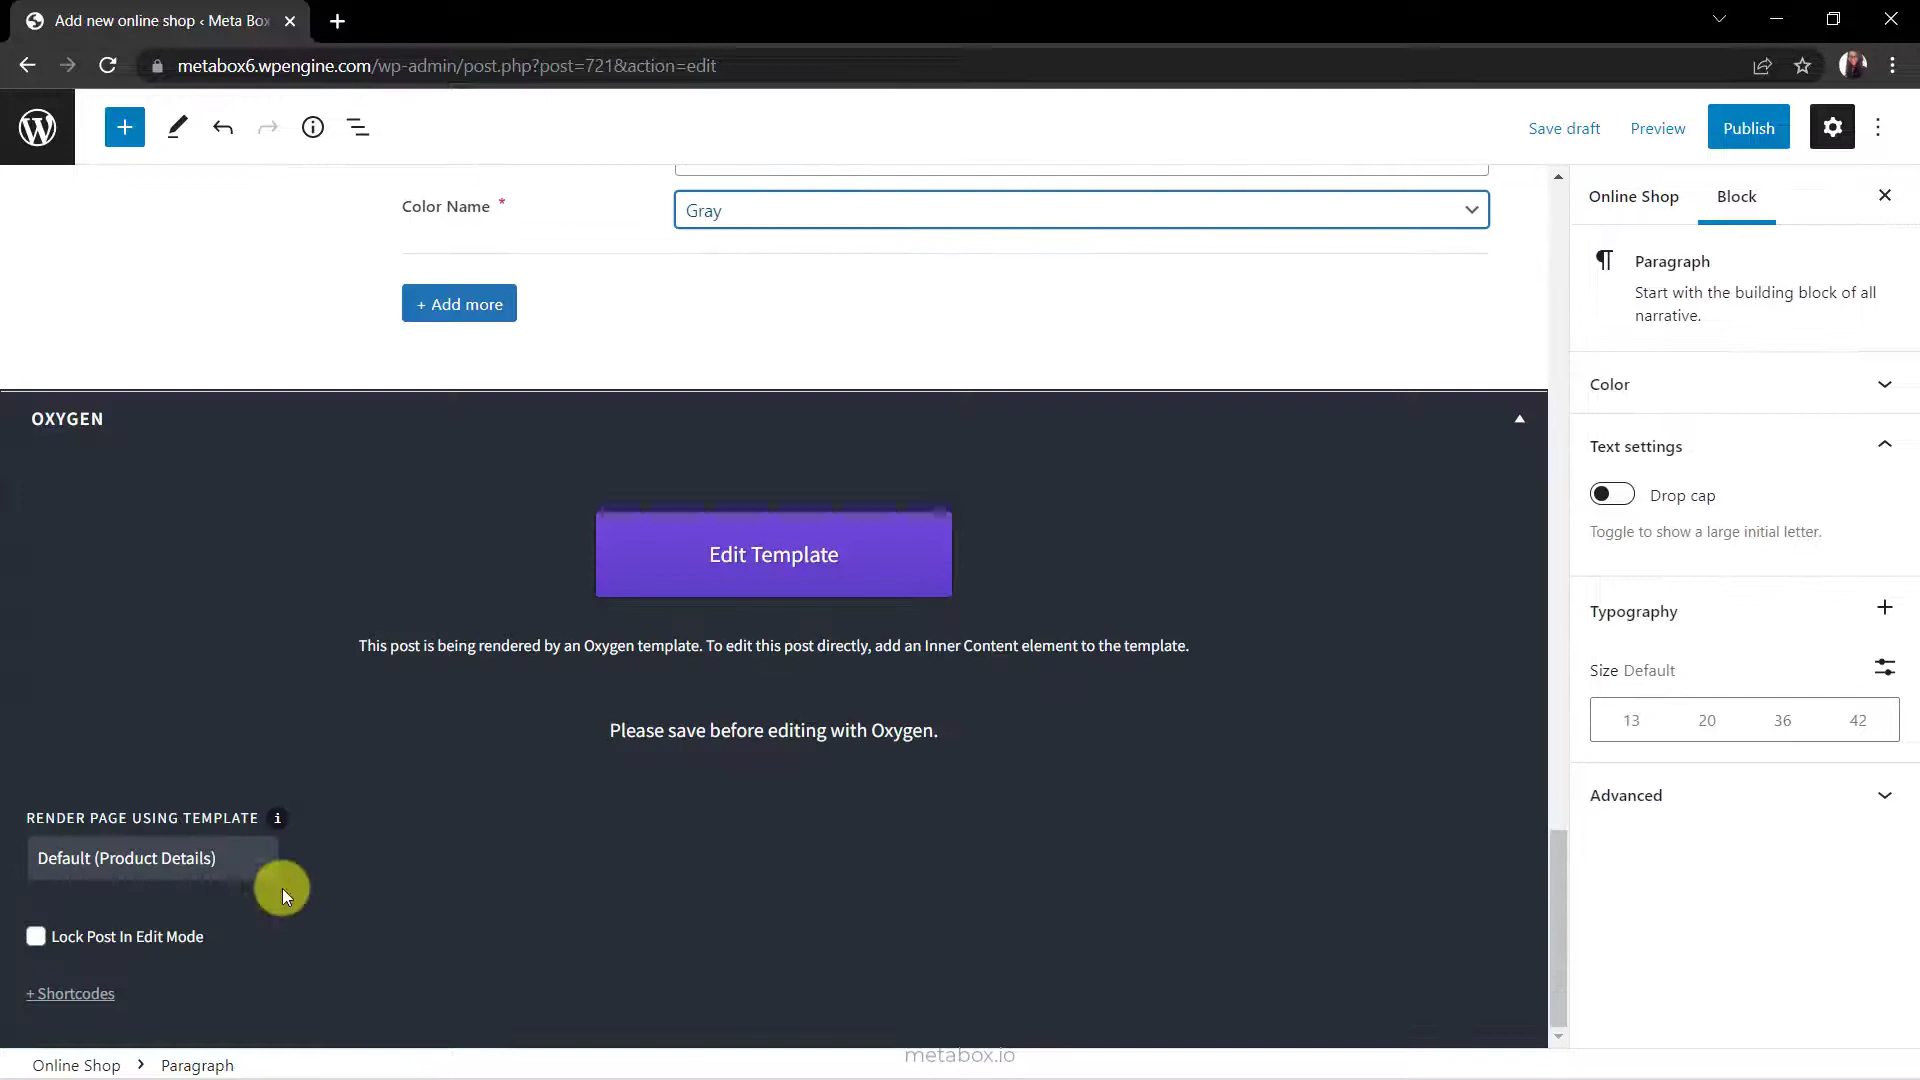 Add new online shop ‹ Meta Box
metabox6.wpengine.com/wp-admin/post.php?post=721&action=edit
Save draft
Preview
Publish
Color Name *
Gray
+ Add more
OXYGEN
Edit Template
This post is being rendered by an Oxygen template. To edit this post directly, add an Inner Content element to the template.
Please save before editing with Oxygen.
RENDER PAGE USING TEMPLATE i
Default (Product Details)
Lock Post In Edit Mode
+ Shortcodes
Online Shop
Block
Paragraph
Start with the building block of all
narrative.
Color
Text settings
Drop cap
Toggle to show a large initial letter.
Typography
Size Default
13 20 36 42
Advanced
Online Shop › Paragraph
metabox.io